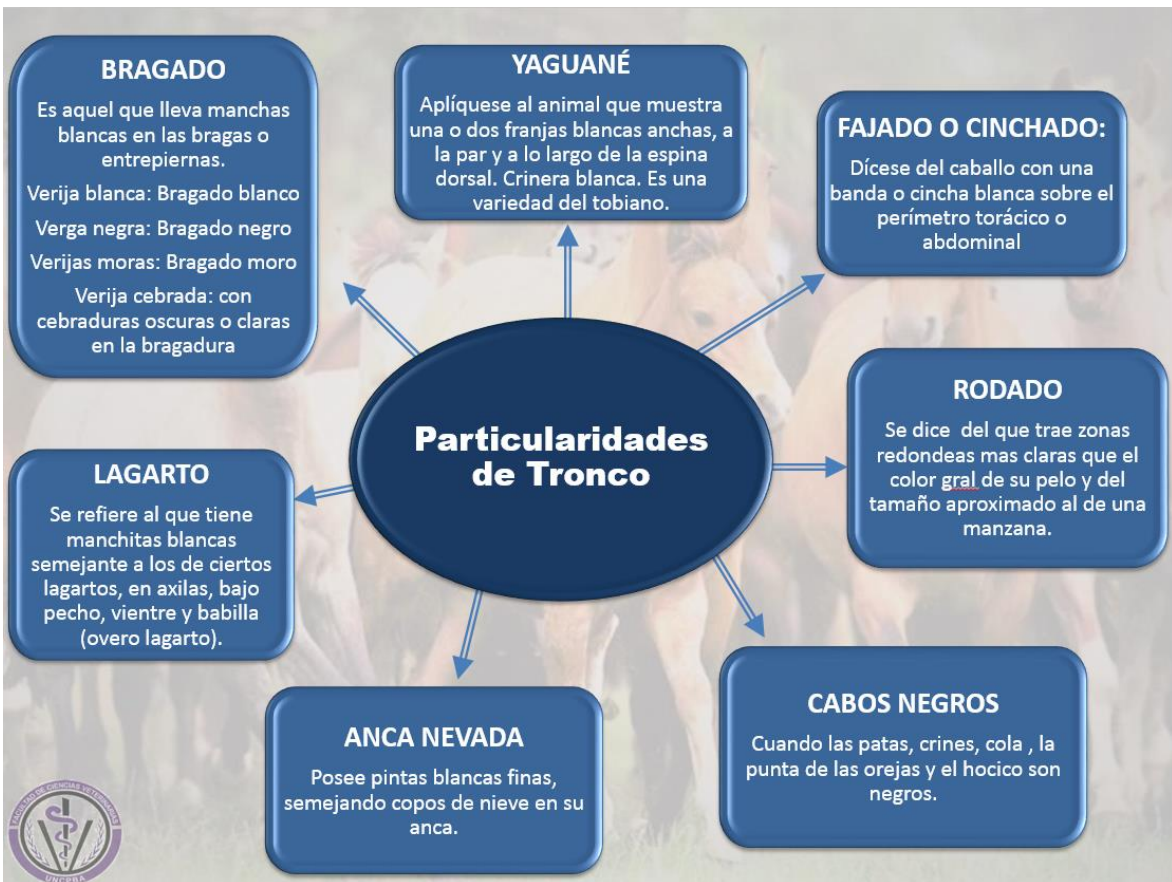 BRAGADO
Es aquel que lleva manchas
blancas en las bragas o
entrepiernas.
Verija blanca: Bragado blanco
Verga negra: Bragado negro
Verijas moras: Bragado moro
Verija cebrada: con
cebraduras oscuras o claras
en la bragadura
YAGUANÉ
Aplíquese al animal que muestra
una o dos franjas blancas anchas, a
la par y a lo largo de la espina
dorsal. Crinera blanca. Es una
variedad del tobiano.
FAJADO O CINCHADO:
Dícese del caballo con una
banda o cincha blanca sobre el
perímetro torácico o
abdominal
Particularidades
de Tronco
RODADO
Se dice  del que trae zonas
redondeas mas claras que el
color gral de su pelo y del
tamaño aproximado al de una
manzana.
LAGARTO
Se refiere al que tiene
manchitas blancas
semejante a los de ciertos
lagartos, en axilas, bajo
pecho, vientre y babilla
(overo lagarto).
ANCA NEVADA
Posee pintas blancas finas,
semejando copos de nieve en su
anca.
CABOS NEGROS
Cuando las patas, crines, cola , la
punta de las orejas y el hocico son
negros.
FACULTAD DE CIENCIAS VETERINARIAS
UNCPBA